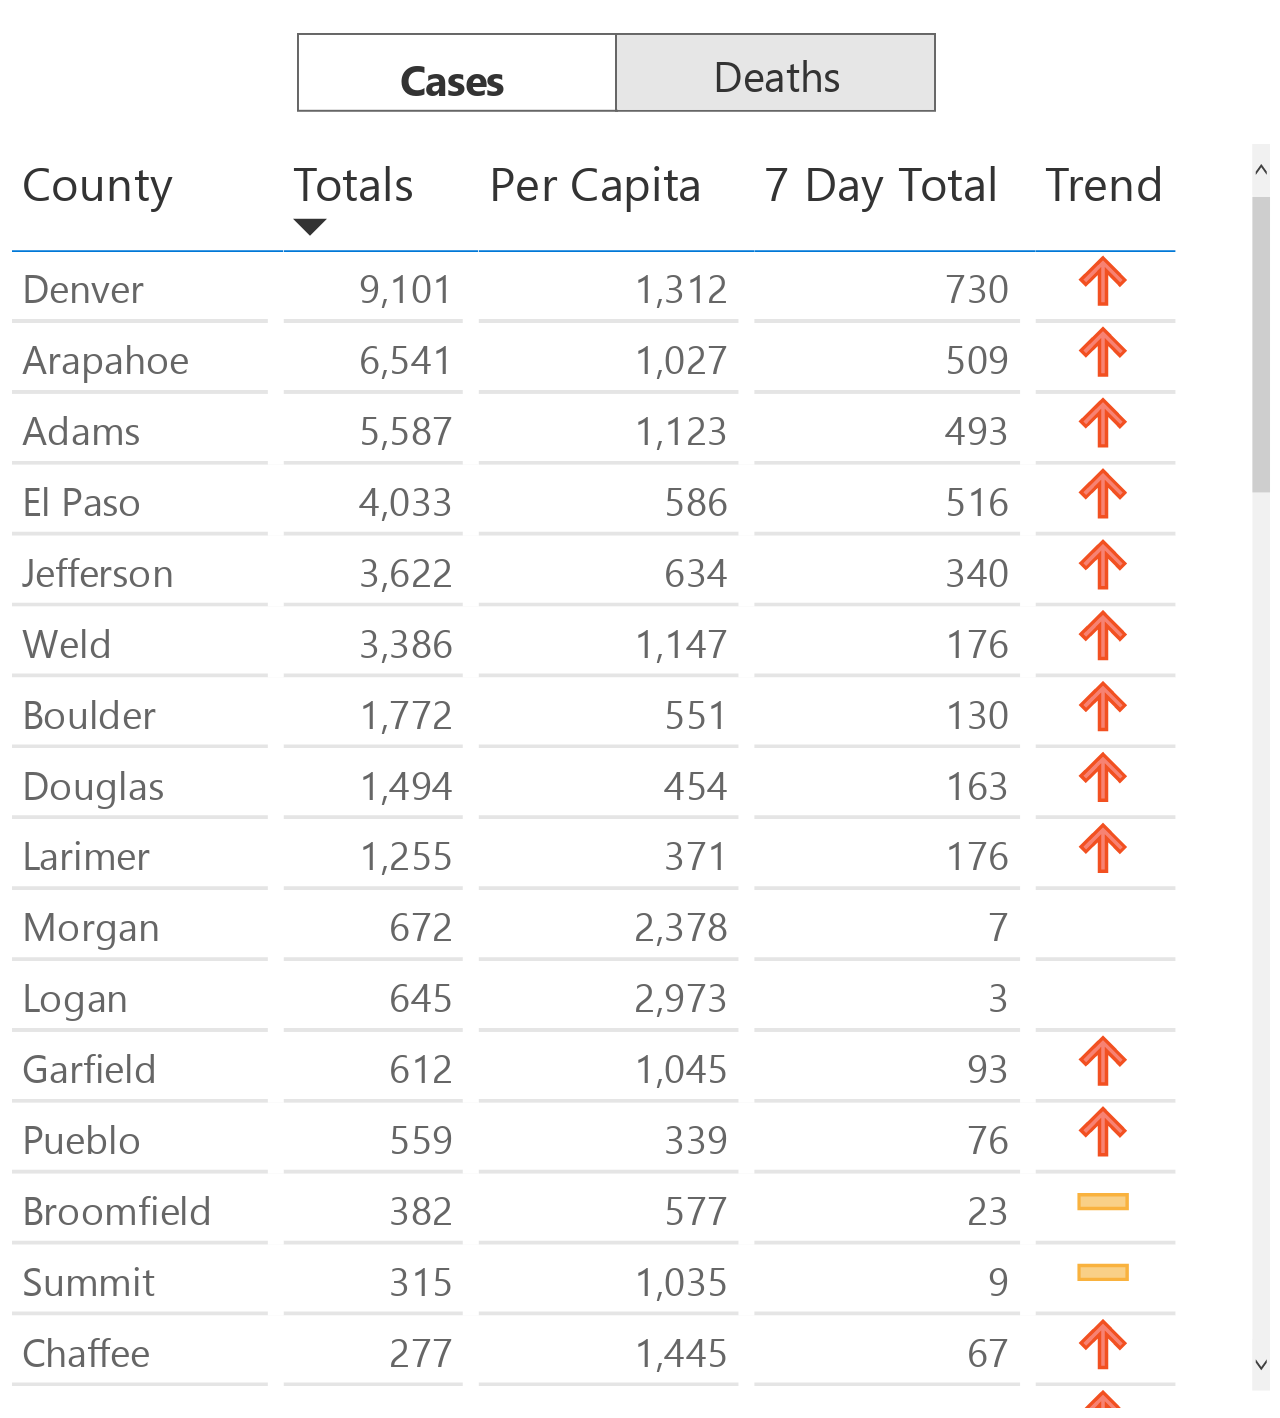 Cases Deaths
County Totals Per Capita 7 Day Total Trend
Denver 9,101 1,312 730
Arapahoe 6,541 1,027 509
Adams 5,587 1,123 493
El Paso 4,033 586 516
Jefferson 3,622 634 340
Weld 3,386 1,147 176
Boulder 1,772 551 130
Douglas 1,494 454 163
Larimer 1,255 371 176
Morgan 672 2,378 7
Logan 645 2,973 3
Garfield 612 1,045 93
Pueblo 559 339 76
Broomfield 382 577 23
Summit 315 1,035 9
Chaffee 277 1,445 67